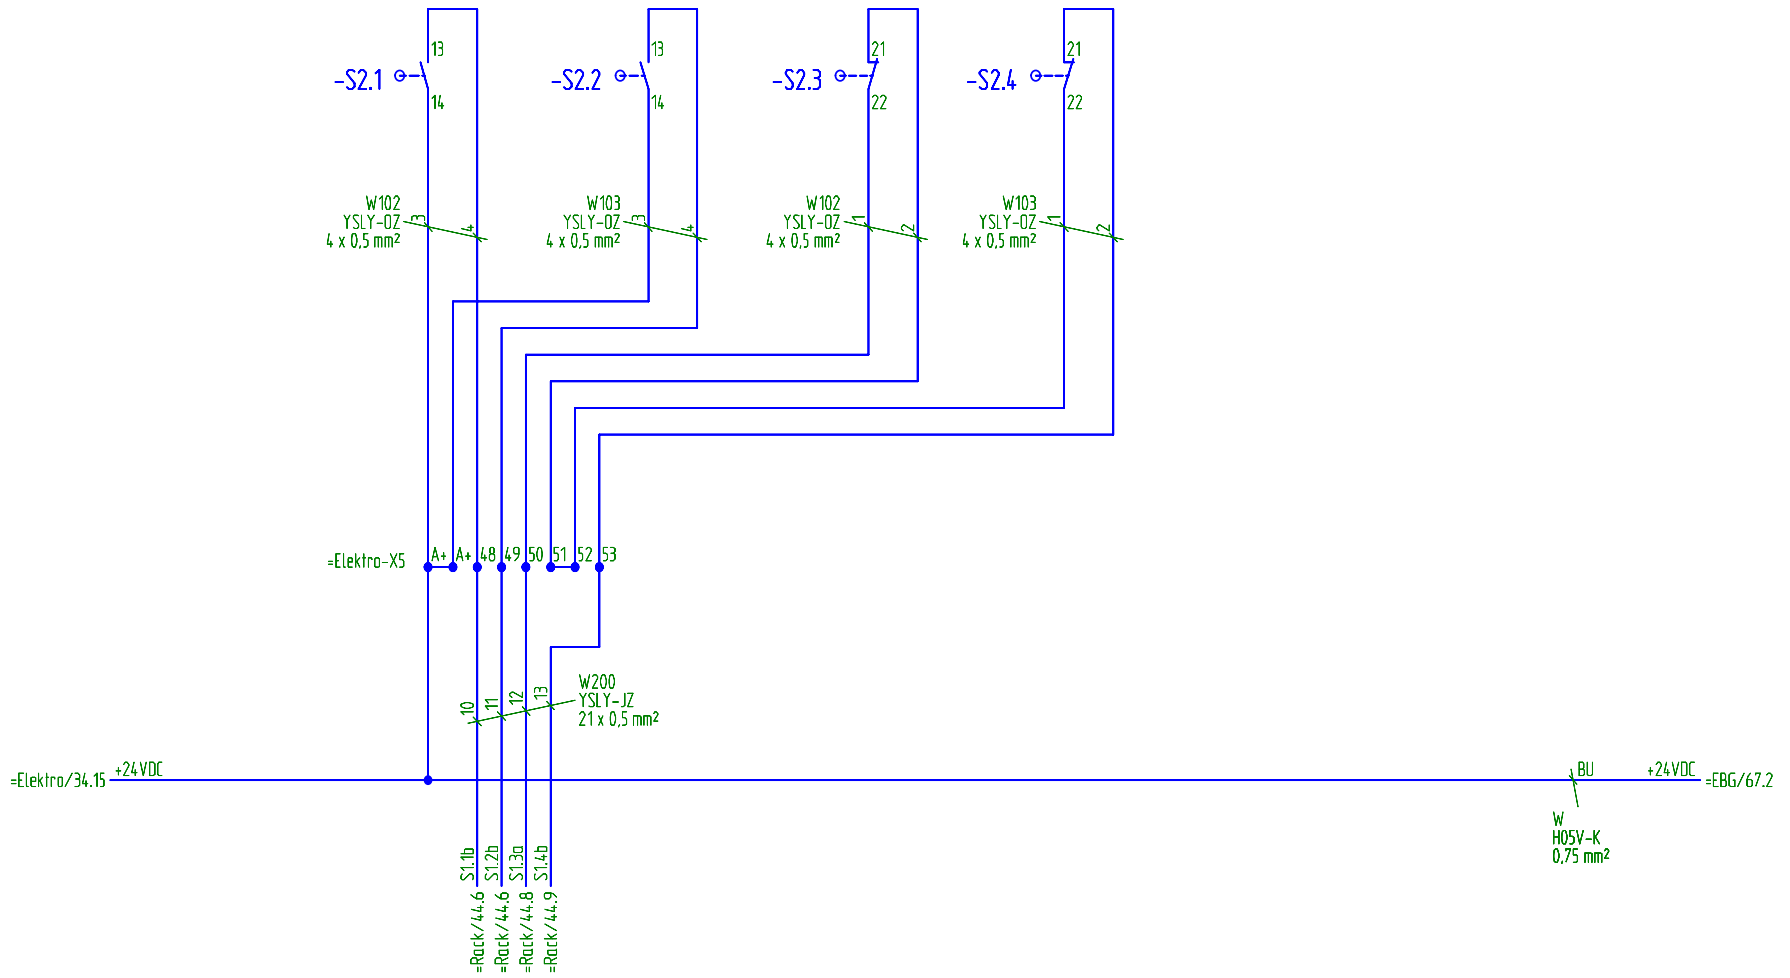 13
13
21
21
-S2.1
-S2.2
-S2.3
-S2.4
14
14
22
22
W102
YSLY-OZ
4 x 0,5 mm²
3
4
W103
YSLY-OZ
4 x 0,5 mm²
3
4
W102
YSLY-OZ
4 x 0,5 mm²
1
2
W103
YSLY-OZ
4 x 0,5 mm²
1
2
=Elektro-X5
A+
A+
48
49
50
51
52
53
10
11
12
13
W200
YSLY-JZ
21 x 0,5 mm²
=Elektro/34.15
+24VDC
BU
+24VDC
=EBG/67.2
W
H05V-K
0,75 mm²
S1.1b
S1.2b
S1.3a
S1.4b
=Rack/44.6
=Rack/44.6
=Rack/44.8
=Rack/44.9